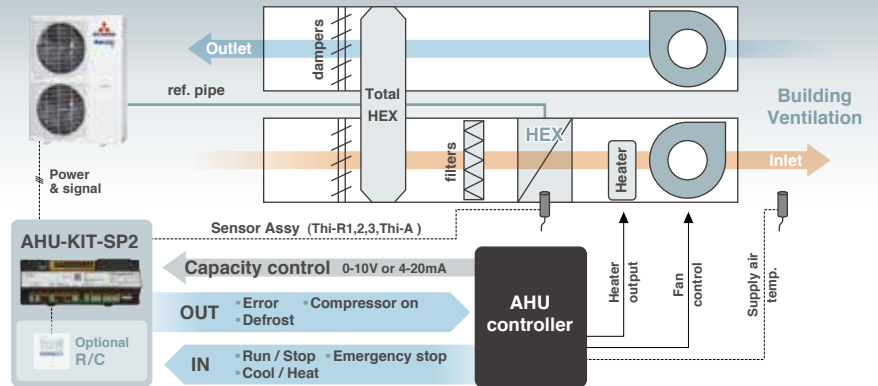 Outlet
dampers
ref. pipe
Total
HEX
Building
Ventilation
filters
HEX
Heater
Inlet
Power
& signal
Sensor Assy (Thi-R1,2,3,Thi-A )
AHU-KIT-SP2
Capacity control 0-10V or 4-20mA
OUT
Error
Compressor on
Defrost
Optional
R/C
IN
Run / Stop
Emergency stop
Cool / Heat
AHU
controller
Heater
output
Fan
control
Supply air
temp.